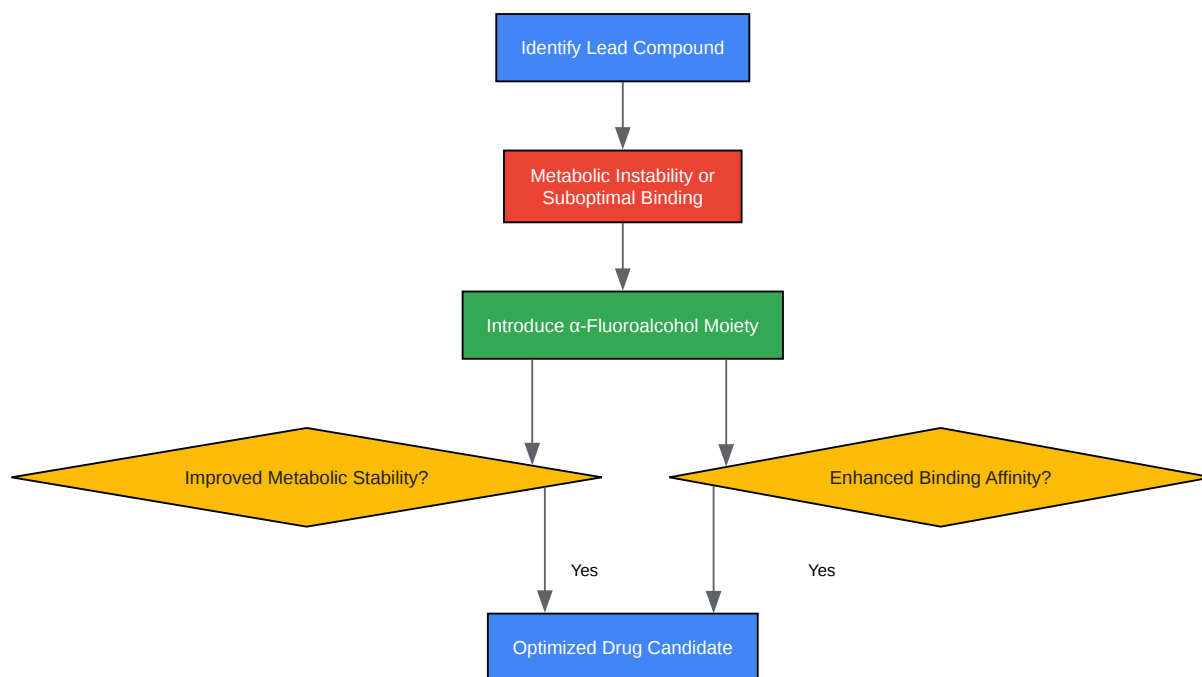 Identify Lead Compound
Metabolic Instability or
Suboptimal Binding
Introduce α-Fluoroalcohol Moiety
Improved Metabolic Stability?
Enhanced Binding Affinity?
Yes
Yes
Optimized Drug Candidate